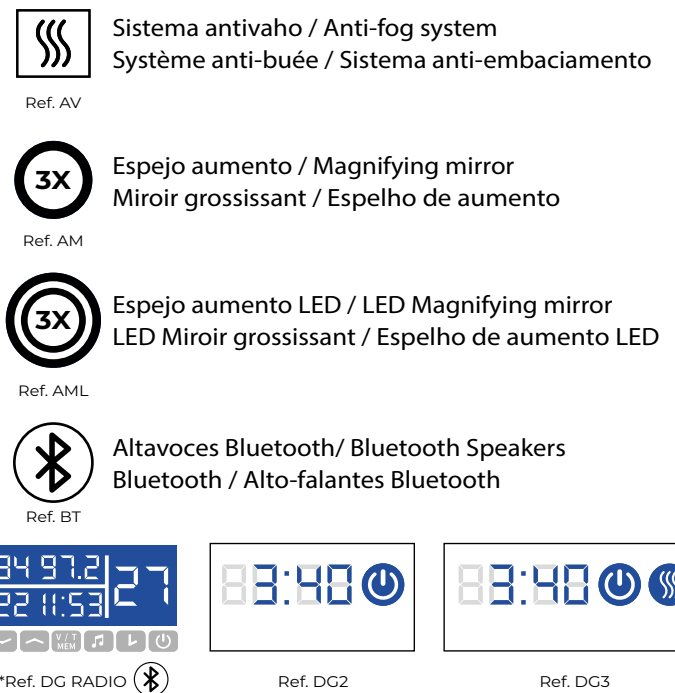 Sistema antivaho / Anti-fog system
Système anti-buée / Sistema anti-embaciamento
Ref. AV
3X
Espejo aumento / Magnifying mirror
Miroir grossissant / Espelho de aumento
Ref. AM
3X
Espejo aumento LED / LED Magnifying mirror
LED Miroir grossissant / Espelho de aumento LED
Ref. AML
Altavoces Bluetooth/ Bluetooth Speakers
Bluetooth / Alto-falantes Bluetooth
Ref. BT
97.2
11:53
27
V / T
MEM
*Ref. DG RADIO
3:40
Ref. DG2
3:40
Ref. DG3